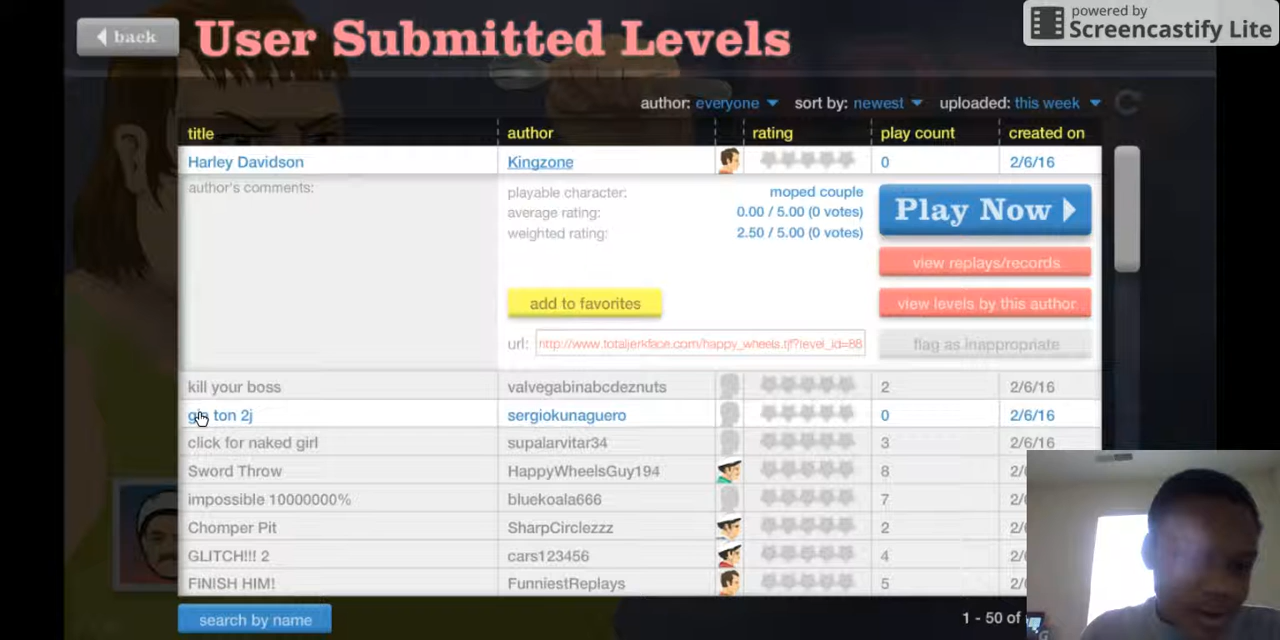 powered by
Screencastify Lite
back
User Submitted Levels
author: everyone sort by: newest uploaded: this week
title author rating play count created on
Harley Davidson Kingzone 0 2/6/16
author's comments:
playable character: moped couple
average rating: 0.00 / 5.00 (0 votes)
weighted rating: 2.50 / 5.00 (0 votes)
Play Now
view replays/records
add to favorites
view levels by this author
url: http://www.totaljerkface.com/happy_wheels.tjf?level_id=88
flag as inappropriate
kill your boss valvegabinabcdeznuts 2 2/6/16
ton 2j sergiokunaguero 0 2/6/16
click for naked girl supalarvitar34 3 2/6/16
Sword Throw HappyWheelsGuy194 8 2/
impossible 10000000% bluekoala666 7 2/
Chomper Pit SharpCirclezzz 2 2/
GLITCH!!! 2 cars123456 4 2/
FINISH HIM! FunniestReplays 5 2/
search by name
1 - 50 of